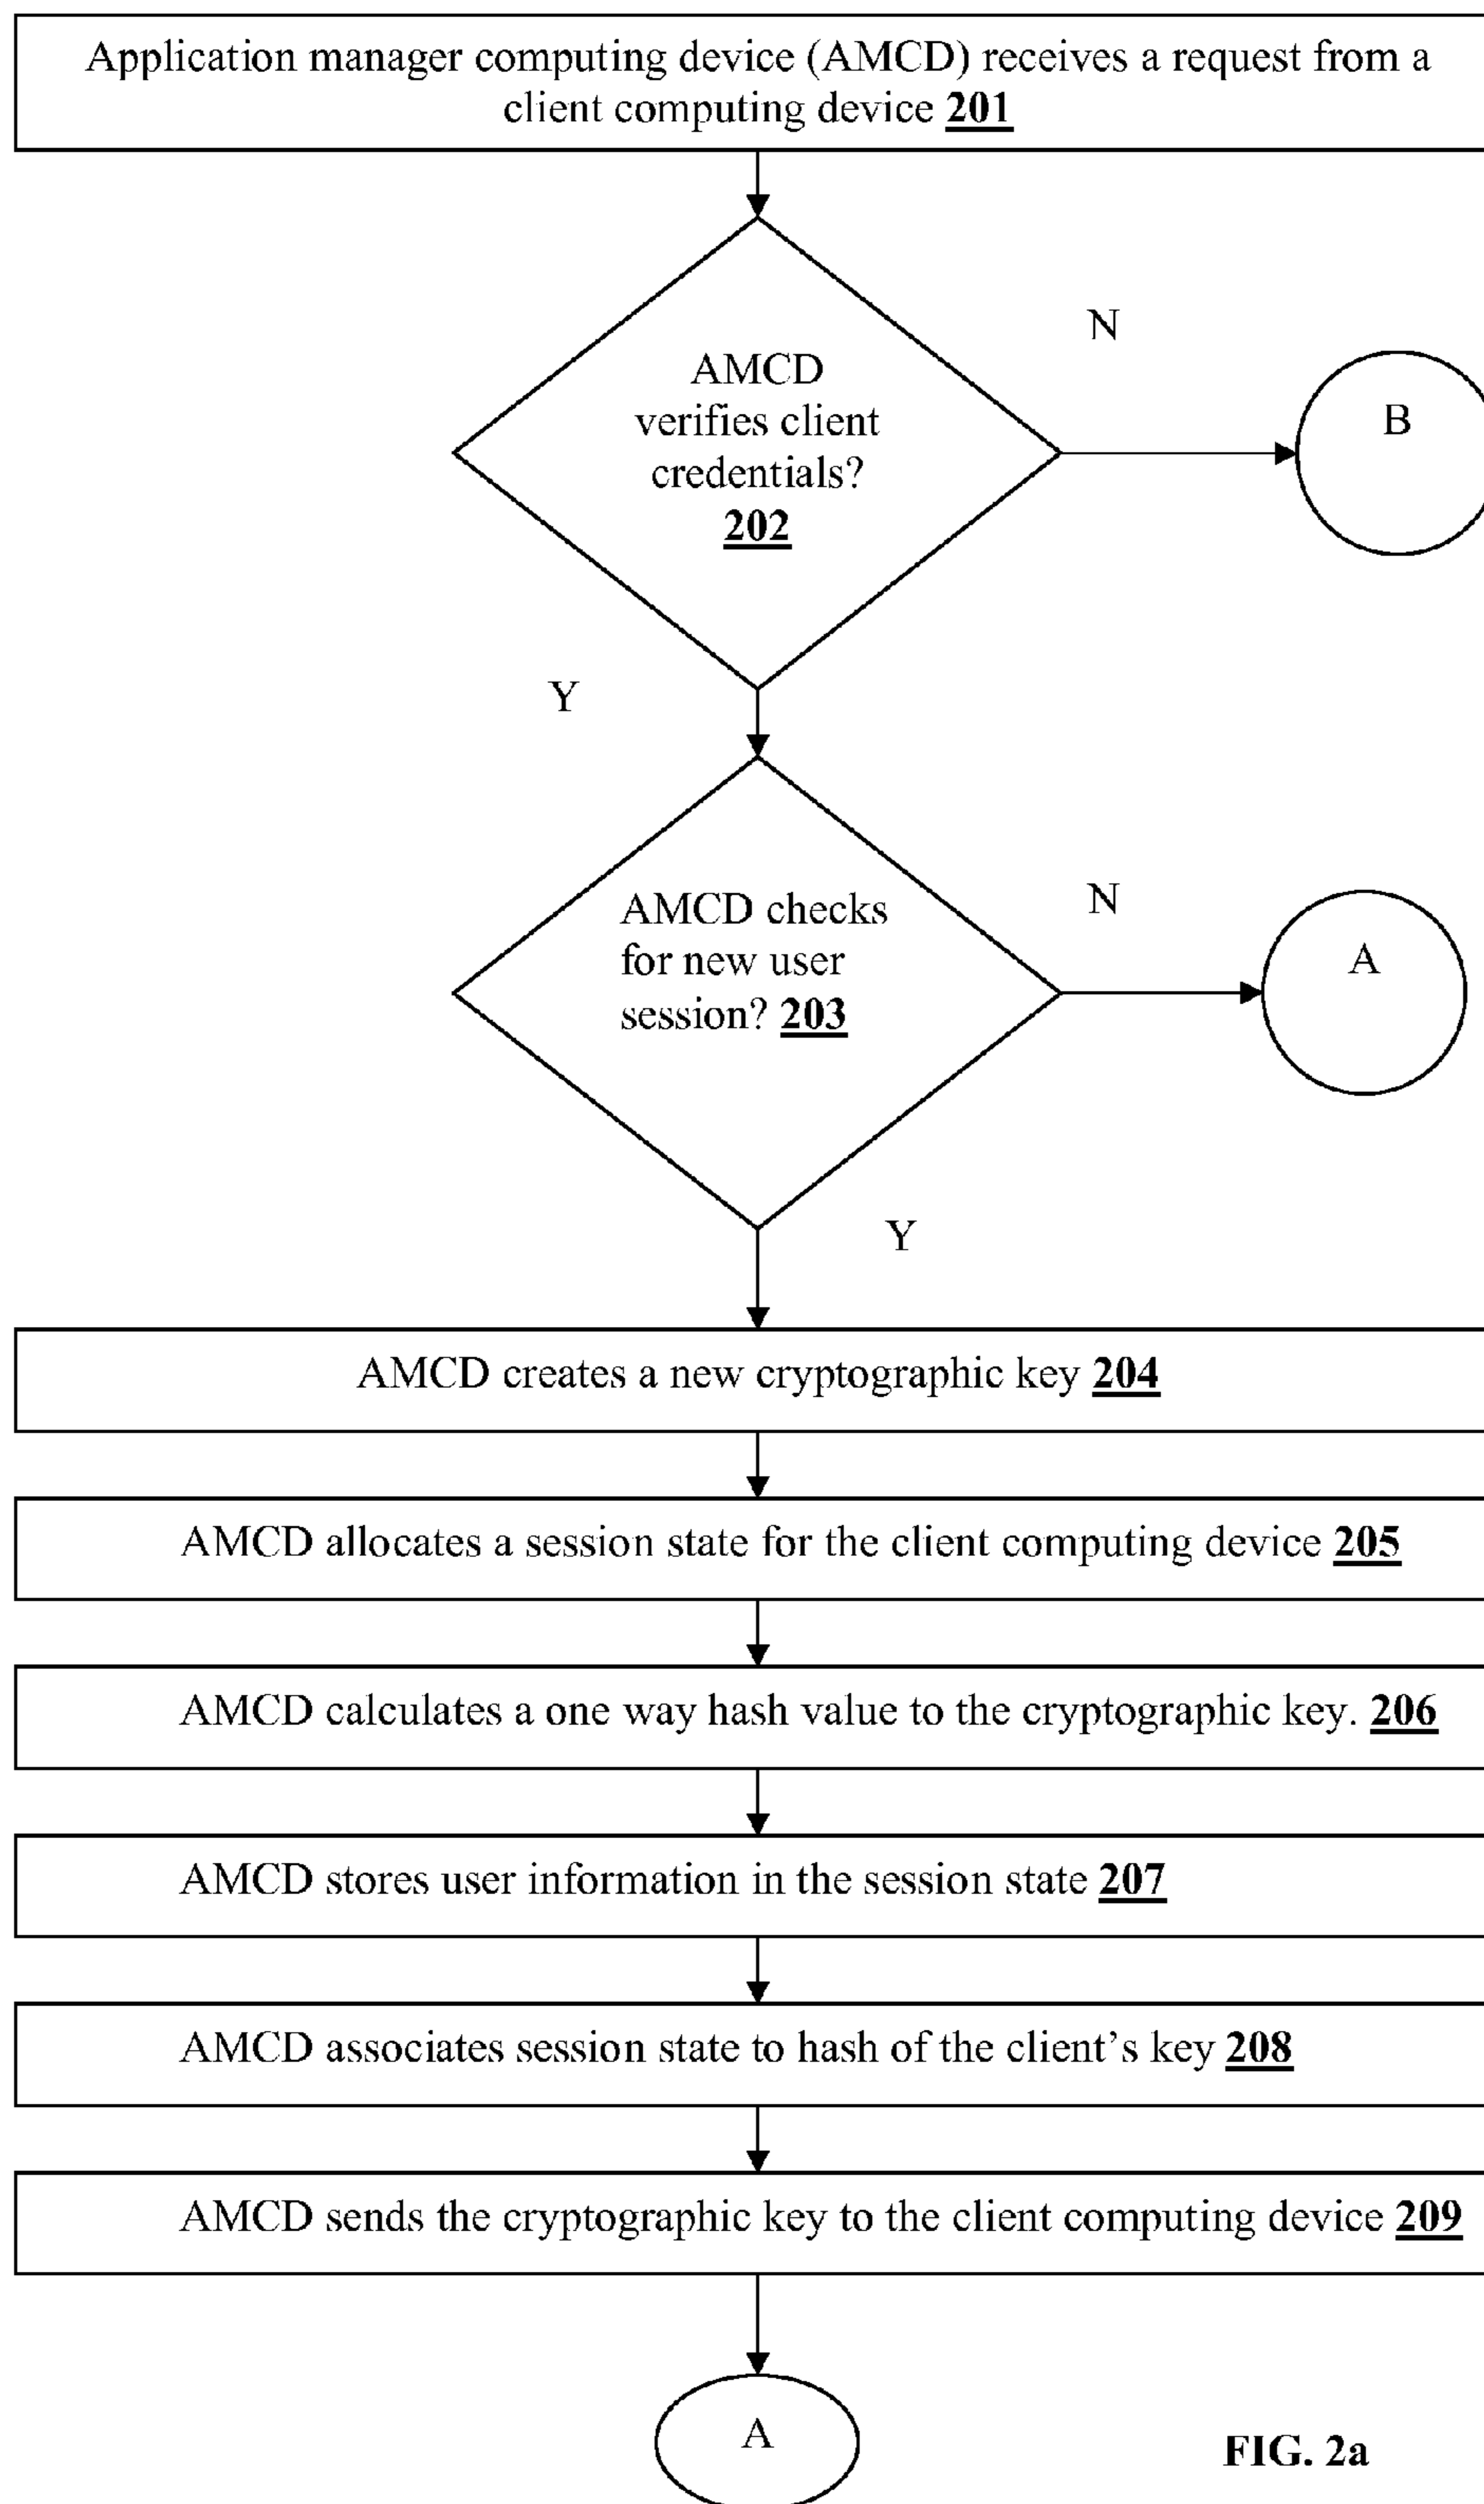 Application manager computing device (AMCD) receives a request from a
client computing device 201
N
AMCD
verifies client
credentials?
202
B
Y
N
AMCD checks
for new user
session? 203
A
Y
AMCD creates a new cryptographic key 204
AMCD allocates a session state for the client computing device 205
AMCD calculates a one way hash value to the cryptographic key. 206
AMCD stores user information in the session state 207
AMCD associates session state to hash of the client’s key 208
AMCD sends the cryptographic key to the client computing device 209
A
FIG. 2a